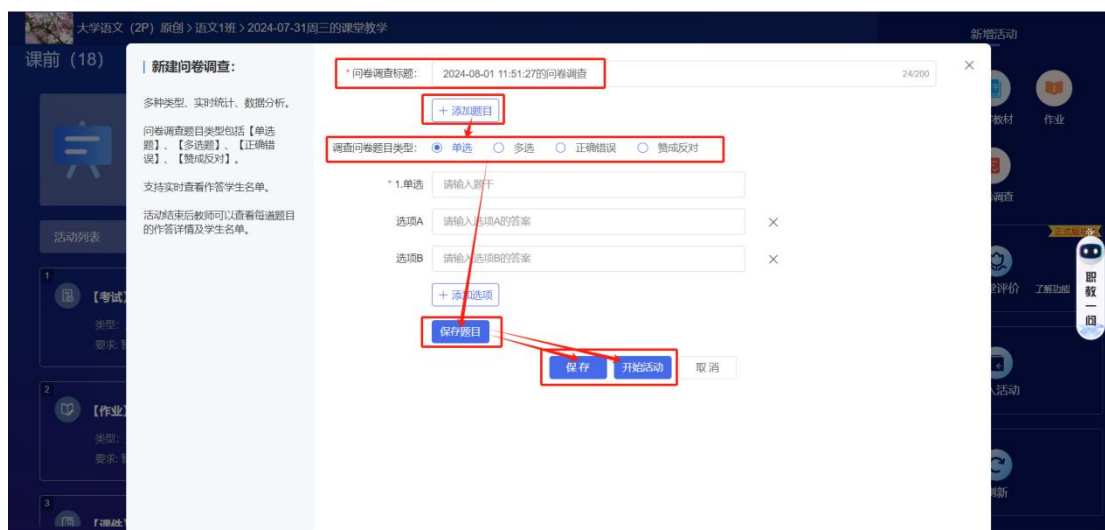 大学语文（2P）原创 > 语文1班 > 2024-07-31周三的课堂教学
新增活动
课前（18）
新建问卷调查：
多种类型、实时统计、数据分析。
问卷调查题目类型包括【单选
题】、【多选题】、【正确错
误】、【赞成反对】。
支持实时查看作答学生名单。
活动结束后教师可以查看每道题目
的作答详情及学生名单。
* 问卷调查标题：
2024-08-01 11:51:27的问卷调查
24/200
+ 添加题目
调查问卷题目类型：
单选
多选
正确错误
赞成反对
* 1.单选
请输入题干
选项A
请输入选项A的答案
选项B
请输入选项B的答案
+ 添加选项
保存题目
保存
开始活动
取消
教材
作业
调查
活动列表
1
【考试】
类型：
要求：
2
【作业】
类型：
要求：
3
【课件】
评价
了解功能
职
教
一
问
入活动
刷新